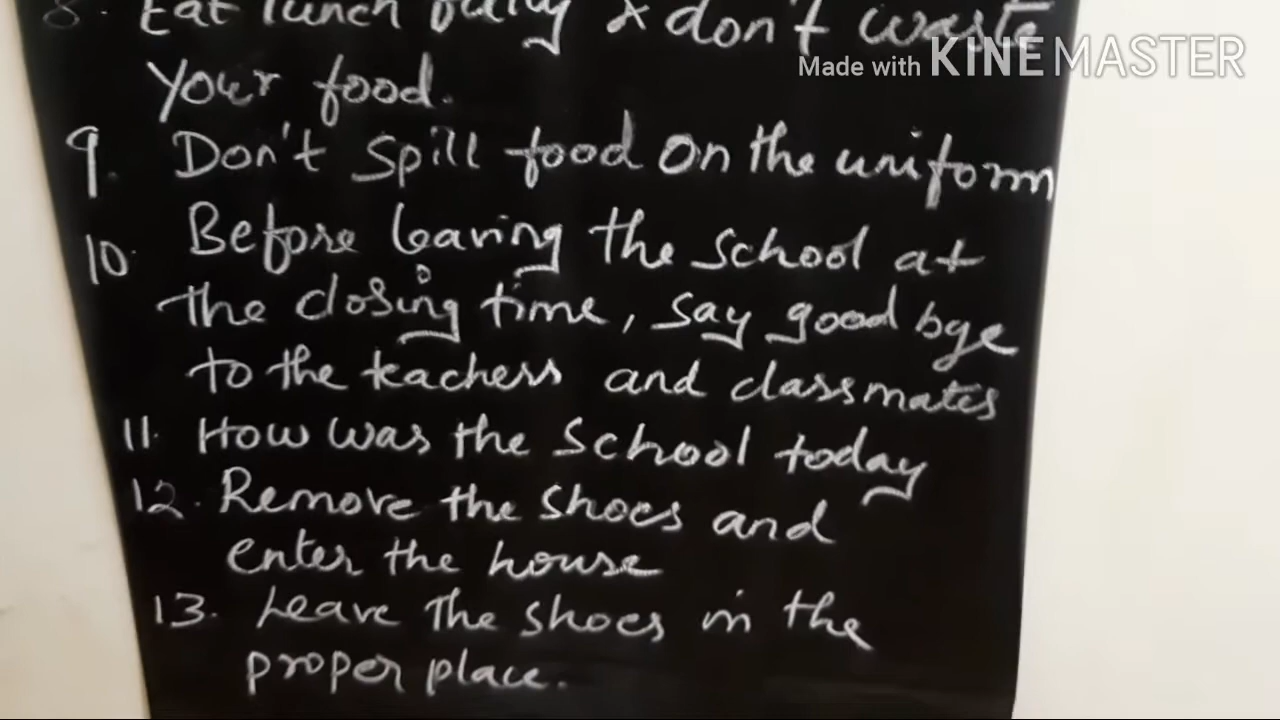 8. Eat lunch fully & don't waste
Made with KINEMASTER
your food.
9. Don't spill food on the uniform
10. Before leaving the school at
the closing time, say good bye
to the teachers and classmates
11. How was the school today
12. Remove the shoes and
enter the house
13. Leave the shoes in the
proper place.